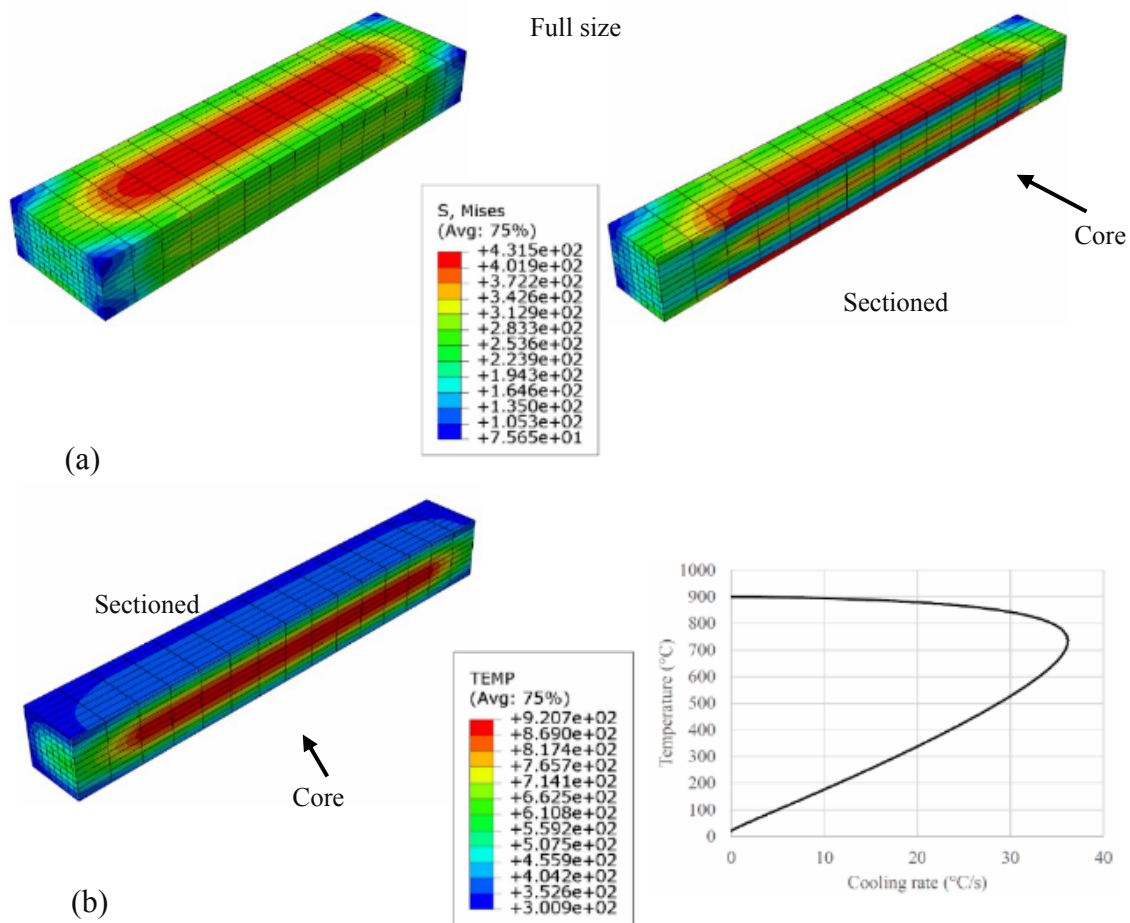 Full size
S, Mises
(Avg: 75%)
+4.315e+02
+4.019e+02
+3.722e+02
+3.426e+02
+3.129e+02
+2.833e+02
+2.536e+02
+2.239e+02
+1.943e+02
+1.646e+02
+1.350e+02
+1.053e+02
+7.565e+01
Core
Sectioned
(a)
Sectioned
Core
TEMP
(Avg: 75%)
+9.207e+02
+8.690e+02
+8.174e+02
+7.657e+02
+7.141e+02
+6.625e+02
+6.108e+02
+5.592e+02
+5.075e+02
+4.559e+02
+4.042e+02
+3.526e+02
+3.009e+02
Temperature (°C)
1000
900
800
700
600
500
400
300
200
100
0
0 10 20 30 40
Cooling rate (°C/s)
(b)